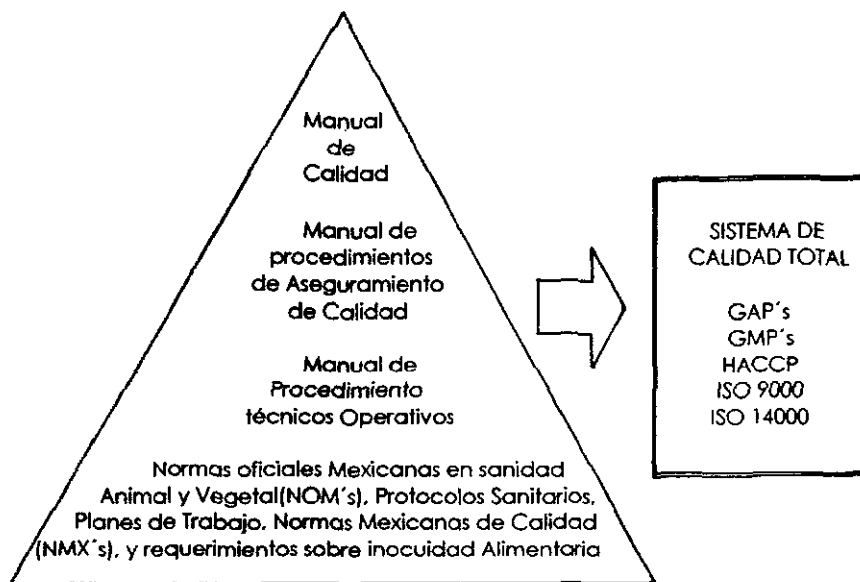 Manual
de
Calidad
Manual de
procedimientos
de Aseguramiento
de Calidad
Manual de
Procedimiento
técnicos Operativos
Normas oficiales Mexicanas en sanidad
Animal y Vegetal(NOM´s), Protocolos Sanitarios,
Planes de Trabajo, Normas Mexicanas de Calidad
(NMX´s), y requerimientos sobre inocuidad Alimentaria
SISTEMA DE
CALIDAD TOTAL
GAP´s
GMP´s
HACCP
ISO 9000
ISO 14000